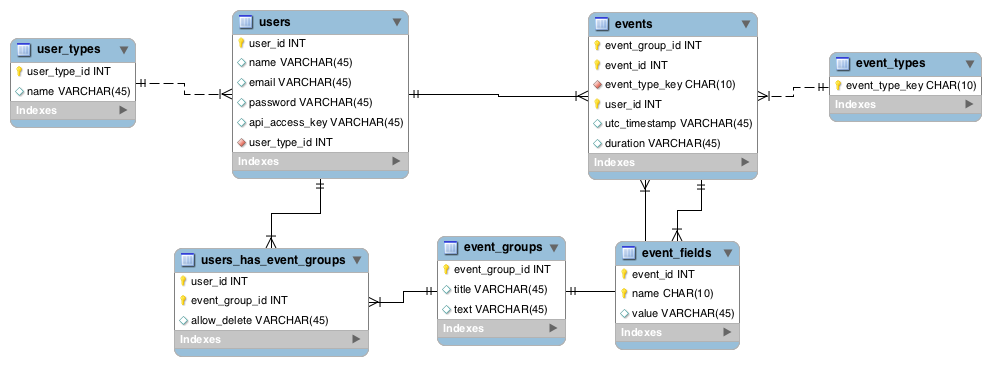 user_types
user_type_id INT
name VARCHAR(45)
Indexes
users
user_id INT
name VARCHAR(45)
email VARCHAR(45)
password VARCHAR(45)
api_access_key VARCHAR(45)
user_type_id INT
Indexes
events
event_group_id INT
event_id INT
event_type_key CHAR(10)
user_id INT
utc_timestamp VARCHAR(45)
duration VARCHAR(45)
Indexes
event_types
event_type_key CHAR(10)
Indexes
users_has_event_groups
user_id INT
event_group_id INT
allow_delete VARCHAR(45)
Indexes
event_groups
event_group_id INT
title VARCHAR(45)
text VARCHAR(45)
Indexes
event_fields
event_id INT
name CHAR(10)
value VARCHAR(45)
Indexes